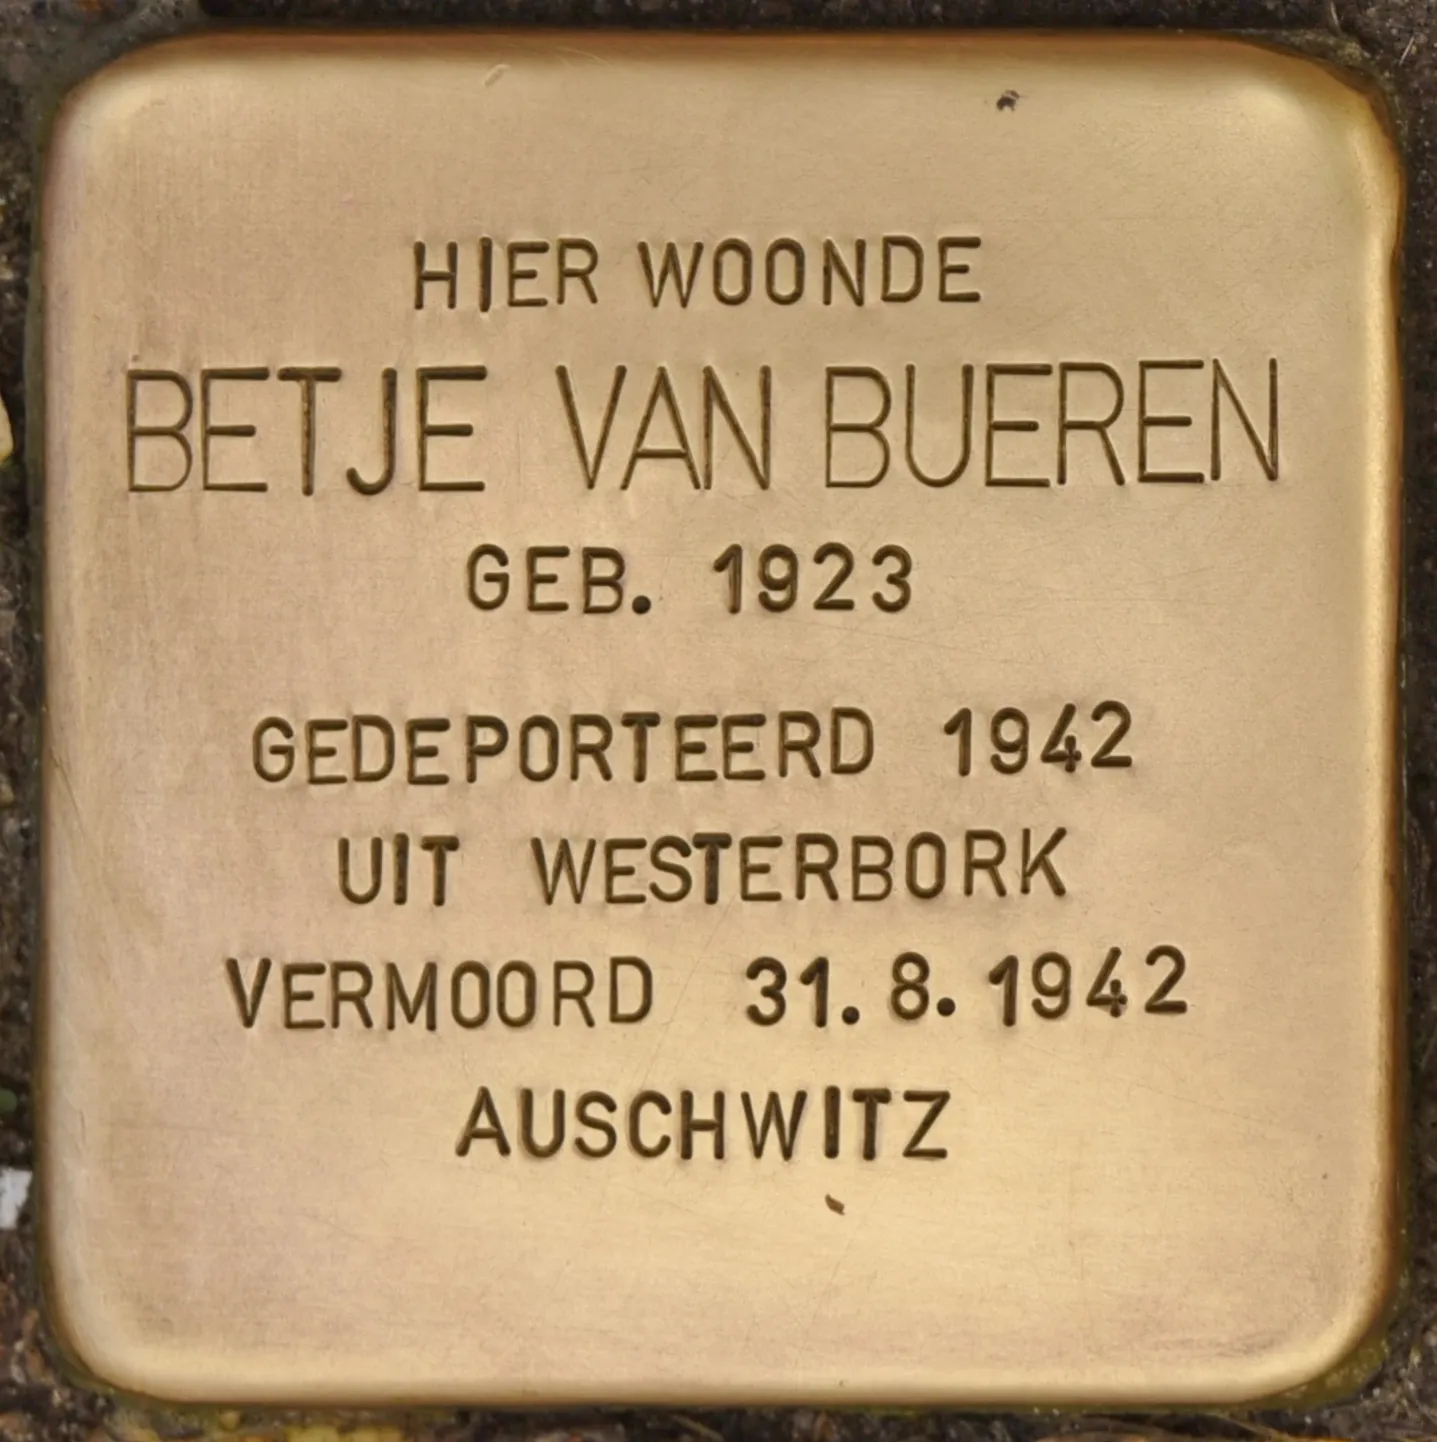 HIER WOONDE
BETJE VAN BUEREN
GEB. 1923
GEDEPORTEERD 1942
UIT WESTERBORK
VERMOORD 31.8.1942
AUSCHWITZ